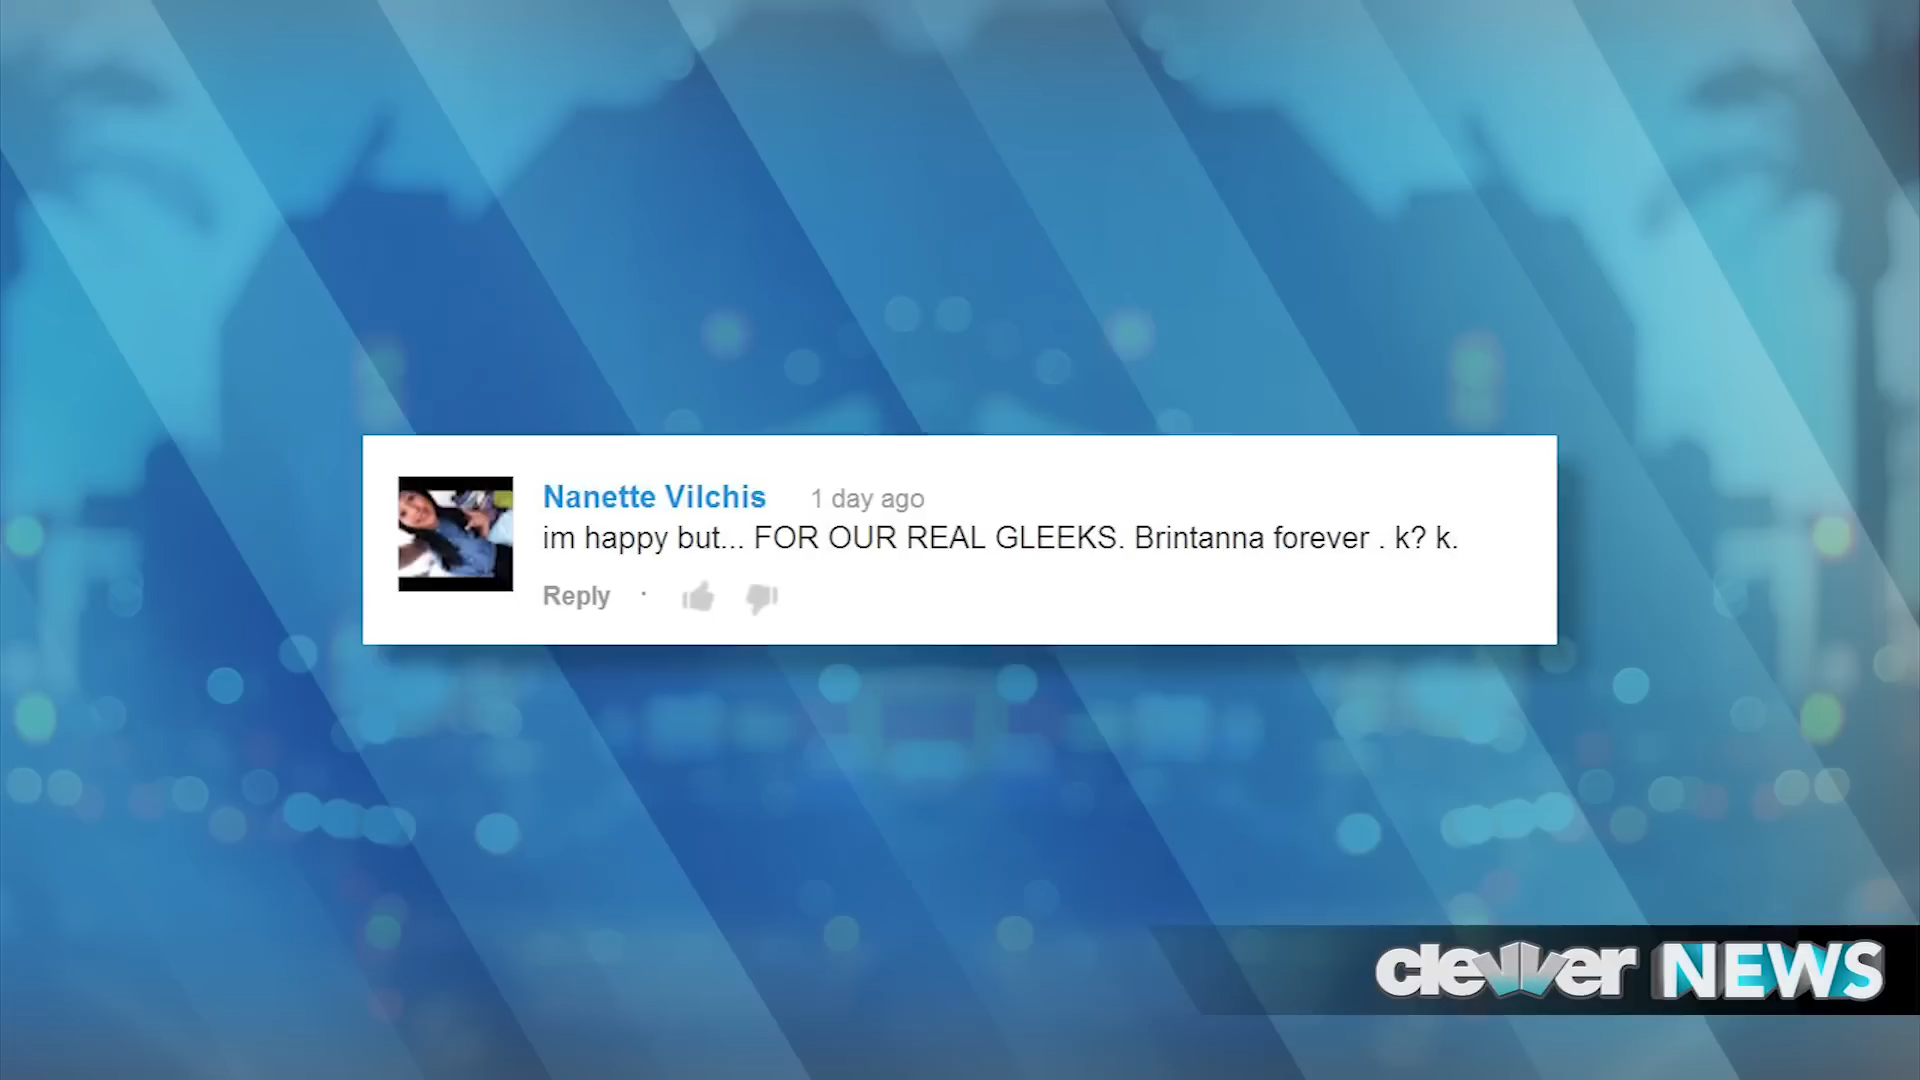 Nanette Vilchis 1 day ago
im happy but... FOR OUR REAL GLEEKS. Brintanna forever . k? k.
Reply ·
clevver NEWS